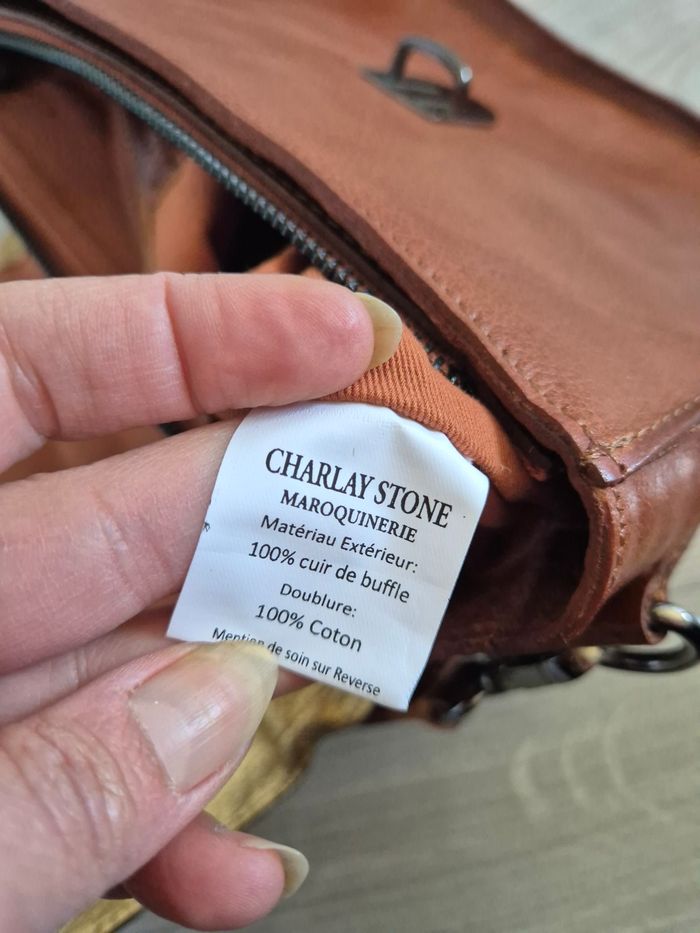 CHARLAY STONE
MAROQUINERIE
Matériau Extérieur:
100% cuir de buffle
Doublure:
100% Coton
Mention de soin sur Reverse